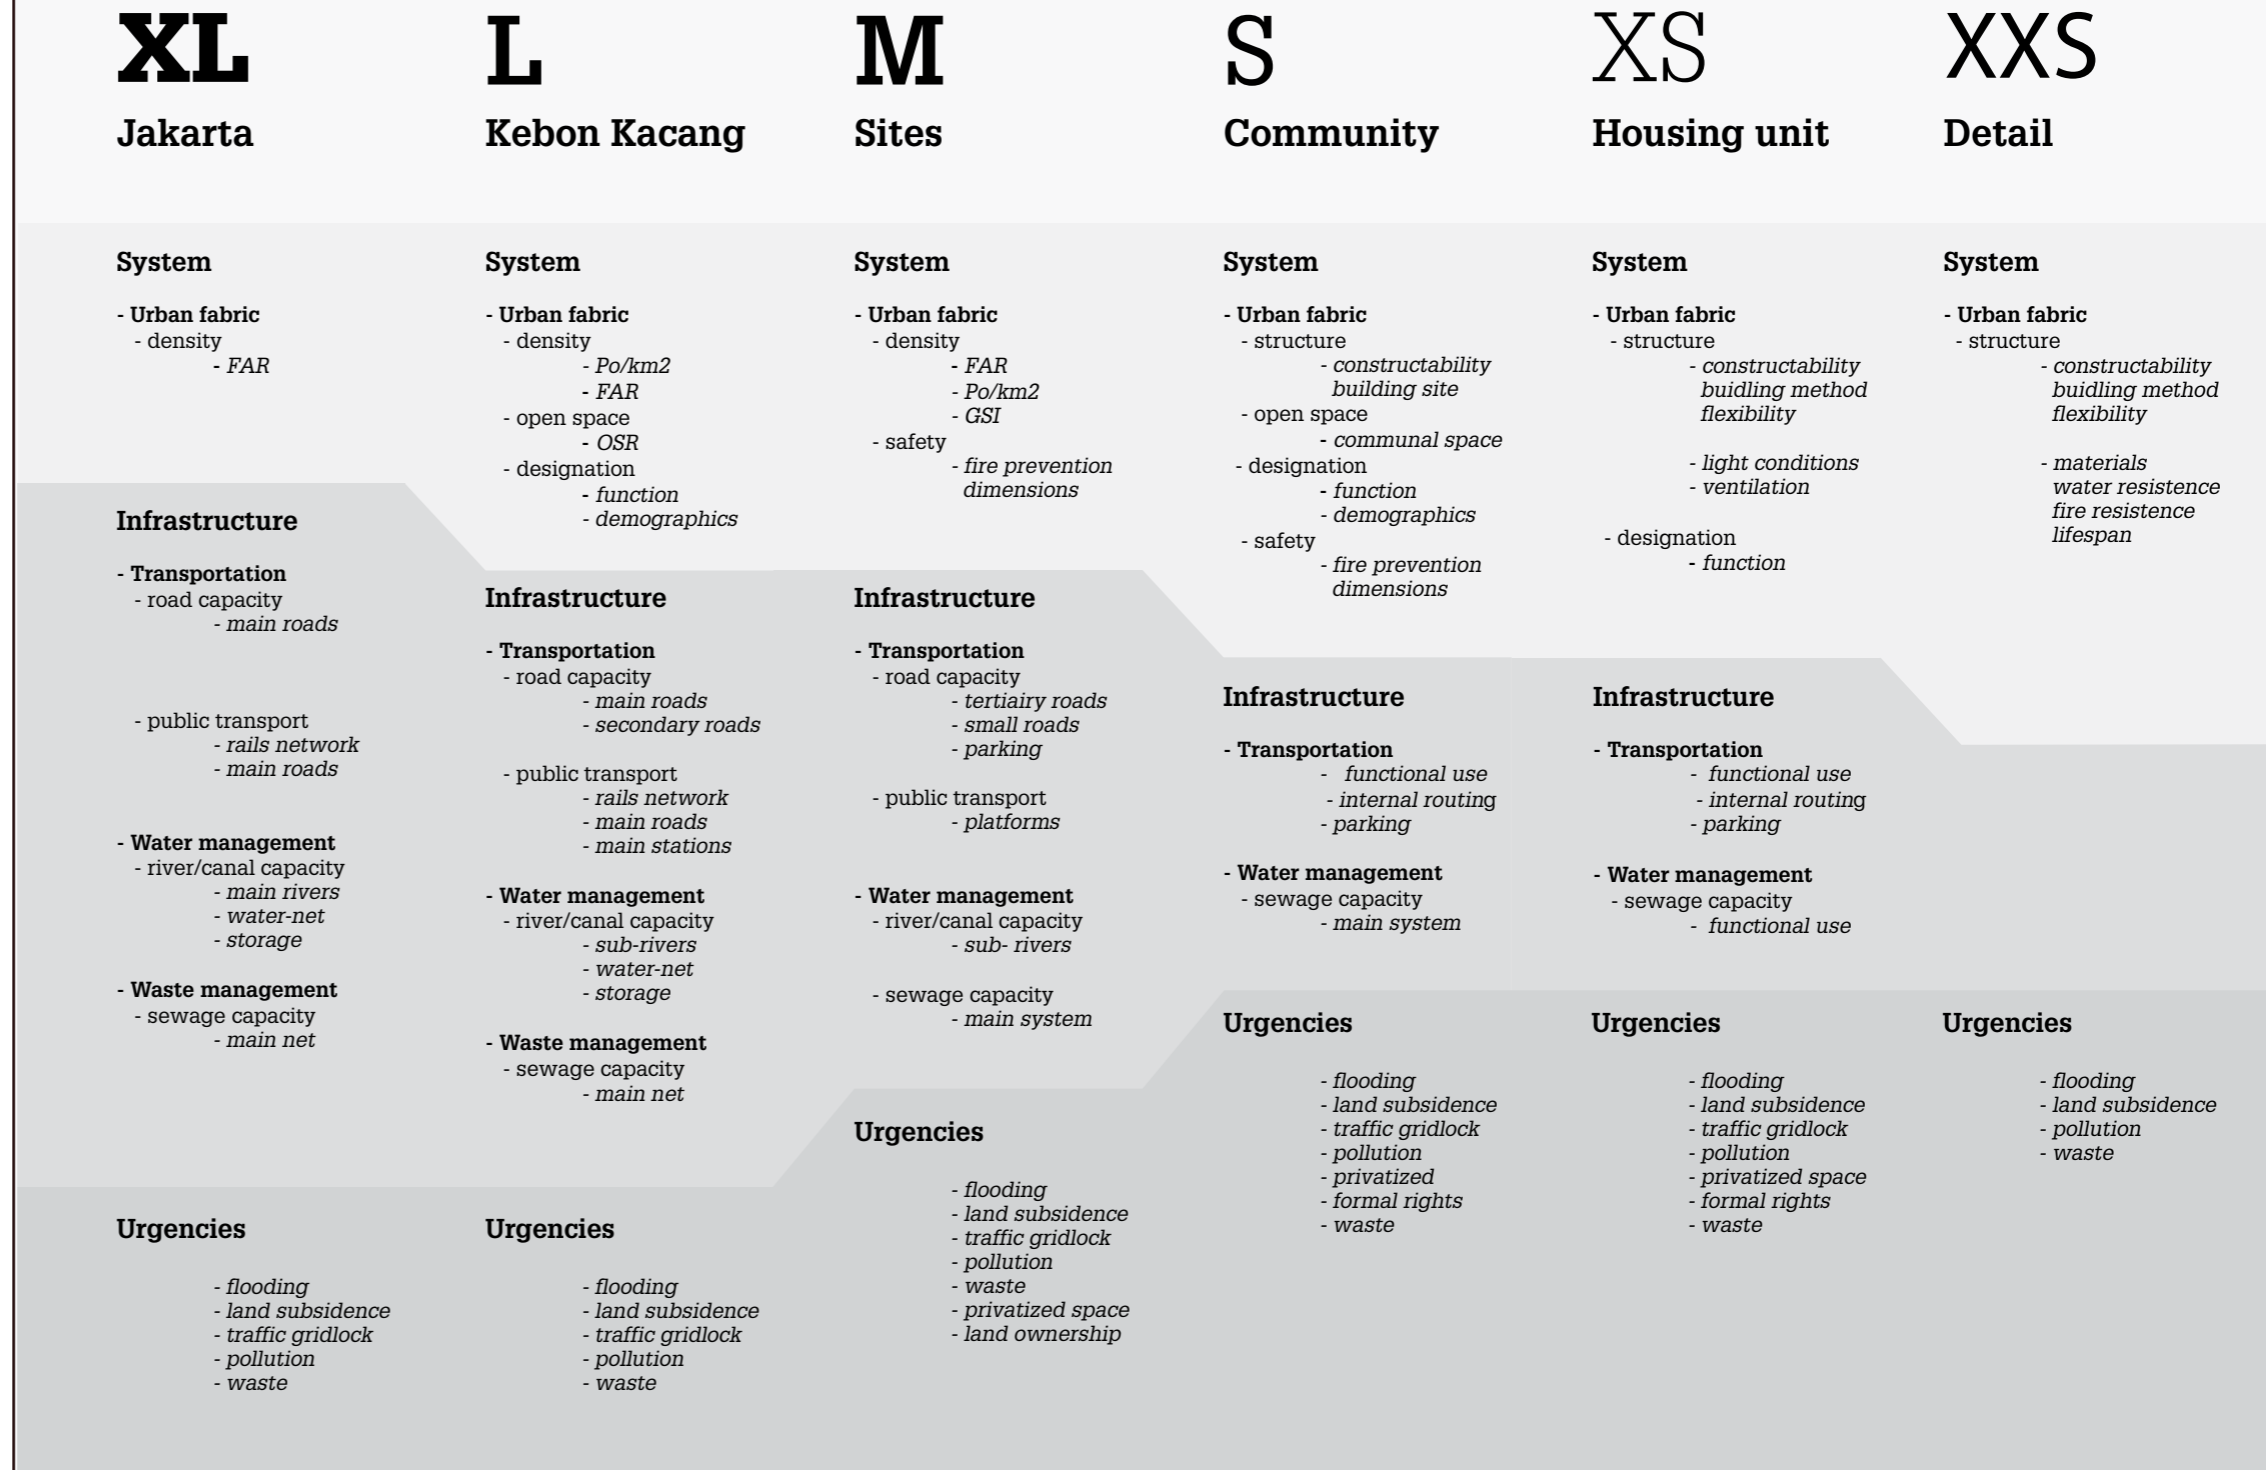 XL
Jakarta
System
- Urban fabric
- density
- FAR
Infrastructure
- Transportation
- road capacity
- main roads
- public transport
- rails network
- main roads
- Water management
- river/canal capacity
- main rivers
- water-net
- storage
- Waste management
- sewage capacity
- main net
Urgencies
- flooding
- land subsidence
- traffic gridlock
- pollution
- waste
L
Kebon Kacang
System
- Urban fabric
- density
- Po/km2
- FAR
- open space
- OSR
- designation
- function
- demographics
Infrastructure
- Transportation
- road capacity
- main roads
- secondary roads
- public transport
- rails network
- main roads
- main stations
- Water management
- river/canal capacity
- sub-rivers
- water-net
- storage
- Waste management
- sewage capacity
- main net
Urgencies
- flooding
- land subsidence
- traffic gridlock
- pollution
- waste
M
Sites
System
- Urban fabric
- density
- FAR
- Po/km2
- GSI
- safety
- fire prevention
dimensions
Infrastructure
- Transportation
- road capacity
- tertiairy roads
- small roads
- parking
- public transport
- platforms
- Water management
- river/canal capacity
- sub- rivers
- sewage capacity
- main system
Urgencies
- flooding
- land subsidence
- traffic gridlock
- pollution
- waste
- privatized space
- land ownership
S
Community
System
- Urban fabric
- structure
- constructability
building site
- open space
- communal space
- designation
- function
- demographics
- safety
- fire prevention
dimensions
Infrastructure
- Transportation
- functional use
- internal routing
- parking
- Water management
- sewage capacity
- main system
Urgencies
- flooding
- land subsidence
- traffic gridlock
- pollution
- privatized
- formal rights
- waste
XS
Housing unit
System
- Urban fabric
- structure
- constructability
buidling method
flexibility
- light conditions
- ventilation
- designation
- function
Infrastructure
- Transportation
- functional use
- internal routing
- parking
- Water management
- sewage capacity
- functional use
Urgencies
- flooding
- land subsidence
- traffic gridlock
- pollution
- privatized space
- formal rights
- waste
XXS
Detail
System
- Urban fabric
- structure
- constructability
buidling method
flexibility
- materials
water resistence
fire resistence
lifespan
Urgencies
- flooding
- land subsidence
- pollution
- waste